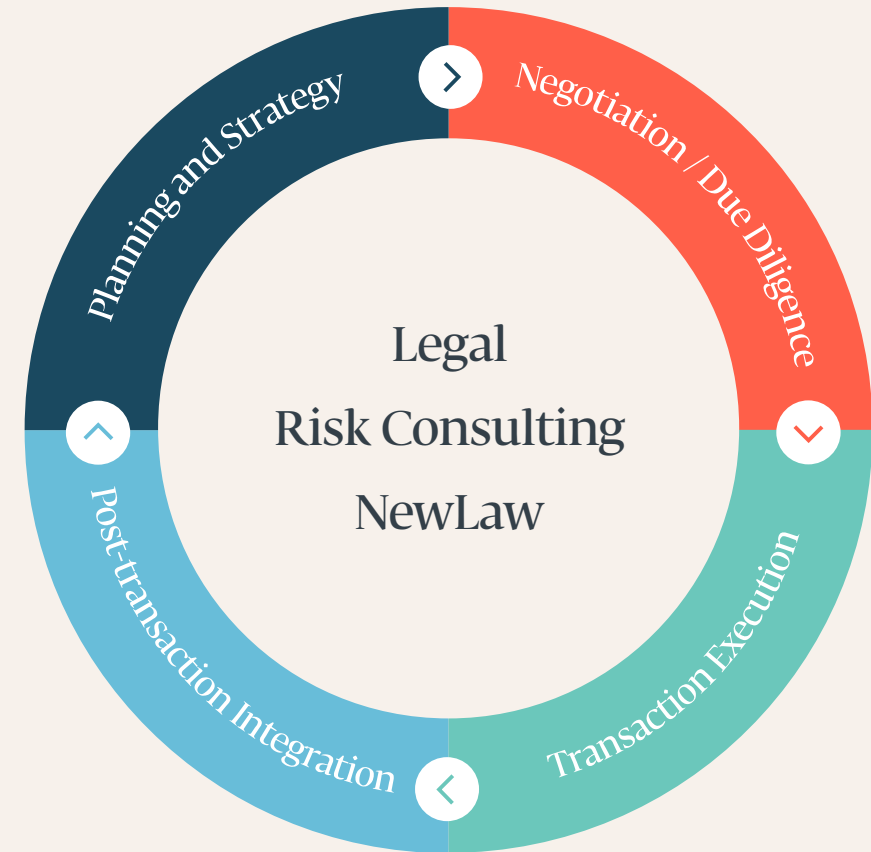 Planning and Strategy
Negotiation / Due Diligence
Legal
Risk Consulting
NewLaw
Post-transaction Integration
Transaction Execution